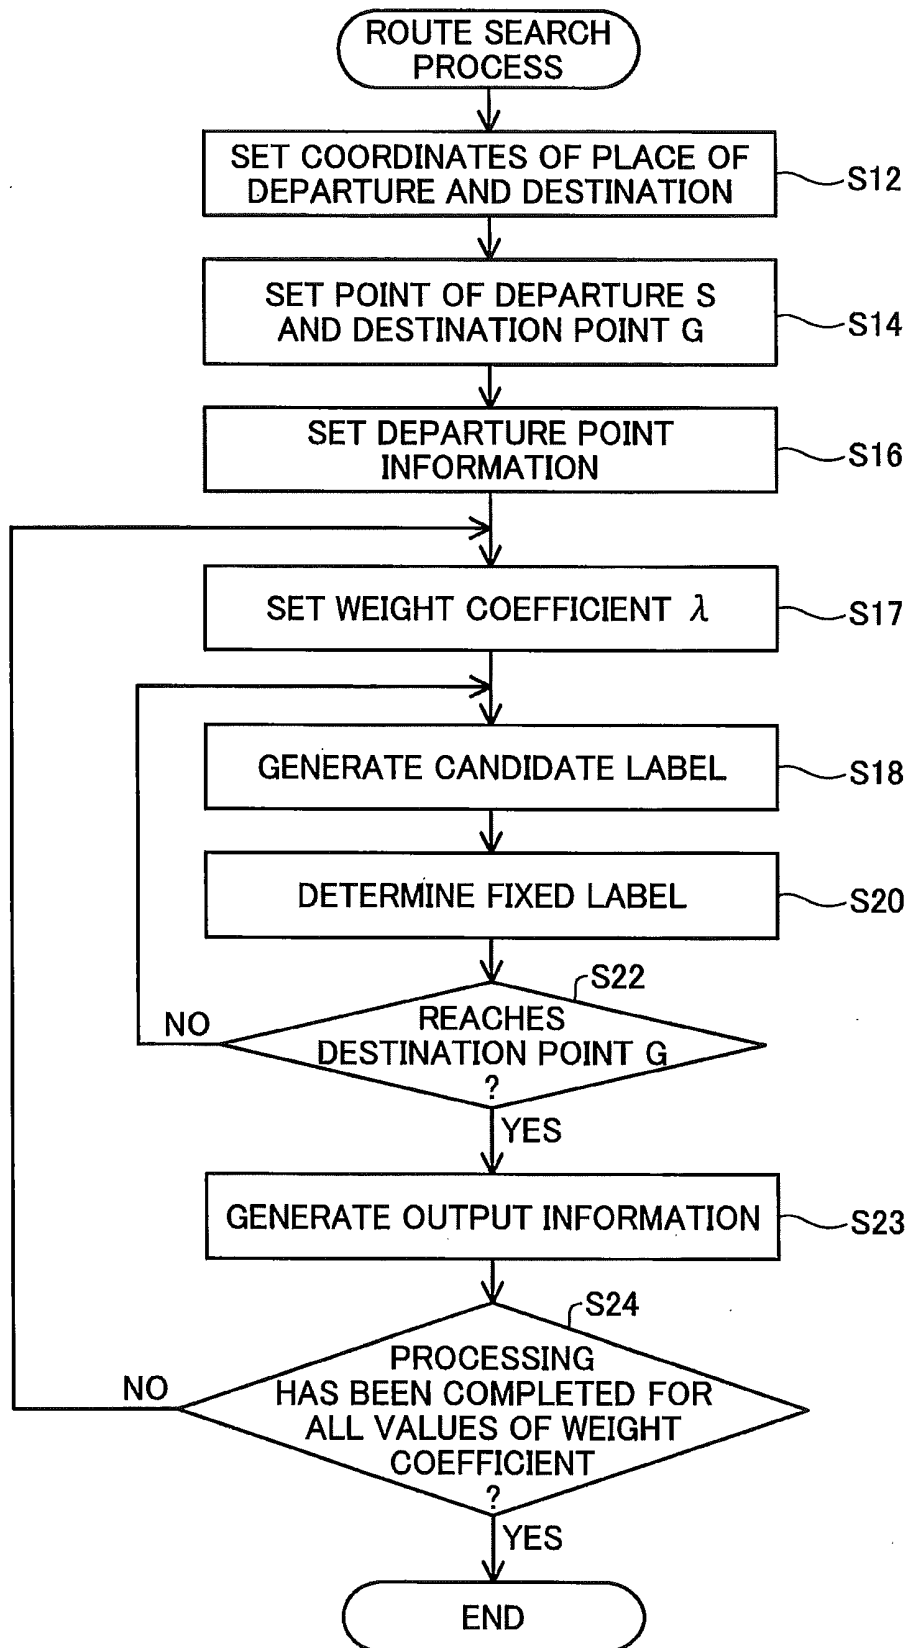 ROUTE SEARCH
PROCESS
SET COORDINATES OF PLACE OF
DEPARTURE AND DESTINATION
S12
SET POINT OF DEPARTURE S
AND DESTINATION POINT G
S14
SET DEPARTURE POINT
INFORMATION
S16
SET WEIGHT COEFFICIENT λ
S17
GENERATE CANDIDATE LABEL
S18
DETERMINE FIXED LABEL
S20
S22
REACHES
DESTINATION POINT G
?
NO
YES
GENERATE OUTPUT INFORMATION
S23
S24
PROCESSING
HAS BEEN COMPLETED FOR
ALL VALUES OF WEIGHT
COEFFICIENT
?
NO
YES
END